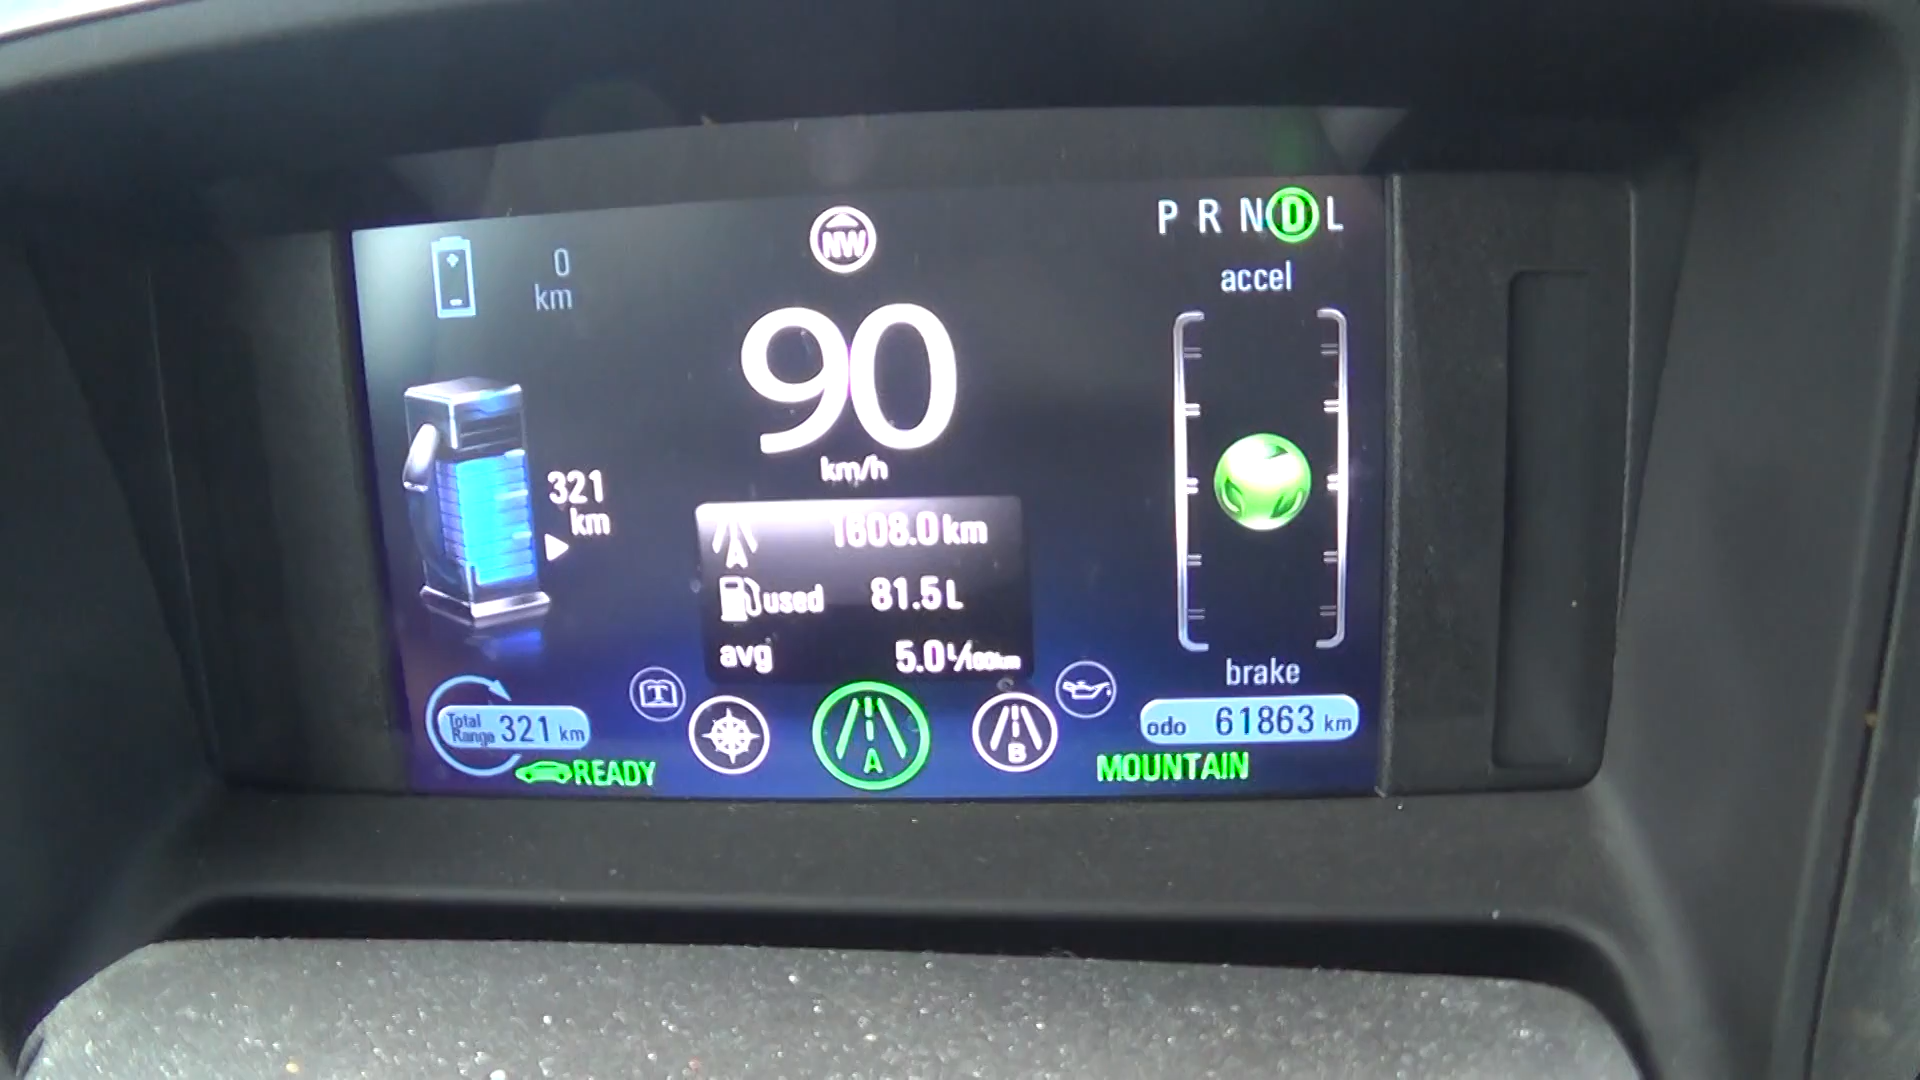 NW
P R N D L
0
km
accel
90
km/h
321
km
A
1608.0 km
used 81.5 L
avg 5.0 L/100km
brake
Total
Range 321 km
A
B
odo 61863 km
READY
MOUNTAIN